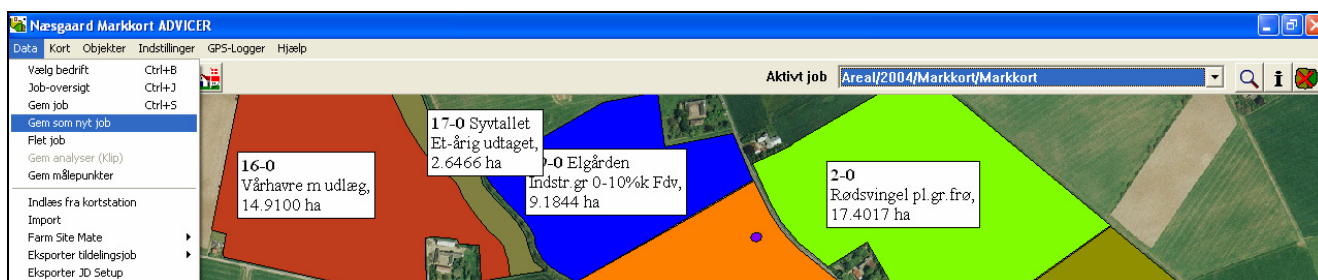 Næsgaard Markkort ADVICER
Data Kort Objekter Indstillinger GPS-Logger Hjælp
Aktivt job Areal/2004/Markkort/Markkort
Vælg bedrift Ctrl+B
Job-oversigt Ctrl+J
Gem job Ctrl+S
Gem som nyt job
Flet job
Gem analyser (Klip)
Gem målepunkter
Indlæs fra kortstation
Import
Farm Site Mate
Eksporter tildelingsjob
Eksporter JD Setup
16-0
Vårhavre m udlæg,
14.9100 ha
17-0 Syvtallet
Et-årig udtaget,
2.6466 ha
-0 Elgården
Indstr.gr 0-10%k Fdv,
9.1844 ha
2-0
Rødsvingel pl.gr.frø,
17.4017 ha